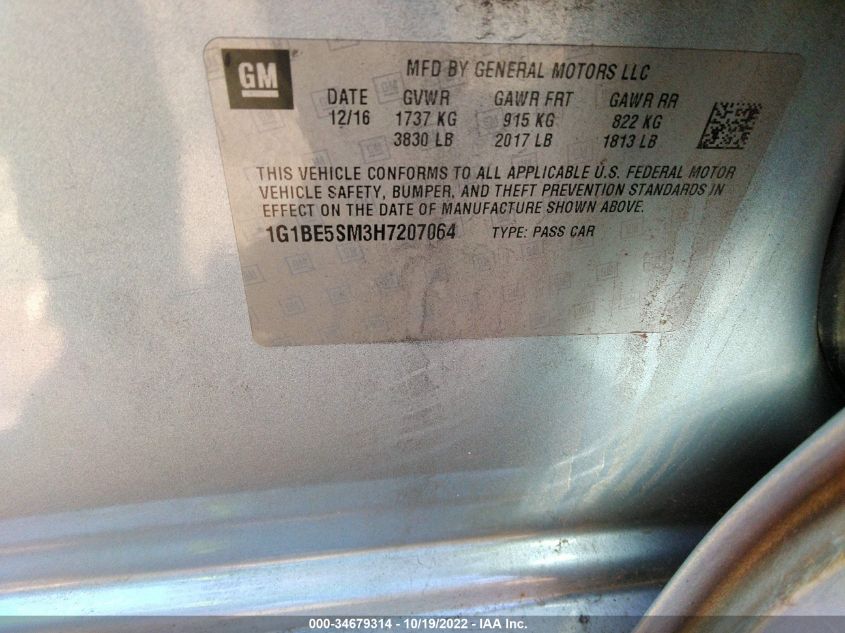 GM
MFD BY GENERAL MOTORS LLC
DATE GVWR GAWR FRT GAWR RR
12/16 1737 KG 915 KG 822 KG
3830 LB 2017 LB 1813 LB
THIS VEHICLE CONFORMS TO ALL APPLICABLE U.S. FEDERAL MOTOR
VEHICLE SAFETY, BUMPER, AND THEFT PREVENTION STANDARDS IN
EFFECT ON THE DATE OF MANUFACTURE SHOWN ABOVE.
1G1BE5SM3H7207064 TYPE: PASS CAR
000-34679314 - 10/19/2022 - IAA Inc.